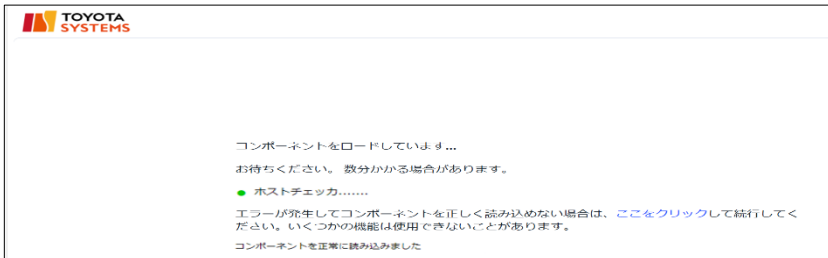 TOYOTA
SYSTEMS
コンポーネントをロードしています...
お待ちください。 数分かかる場合があります。
ホストチェッカ.......
エラーが発生してコンポーネントを正しく読み込めない場合は、ここをクリックして続行してく
ださい。いくつかの機能は使用できないことがあります。
コンポーネントを正常に読み込みました